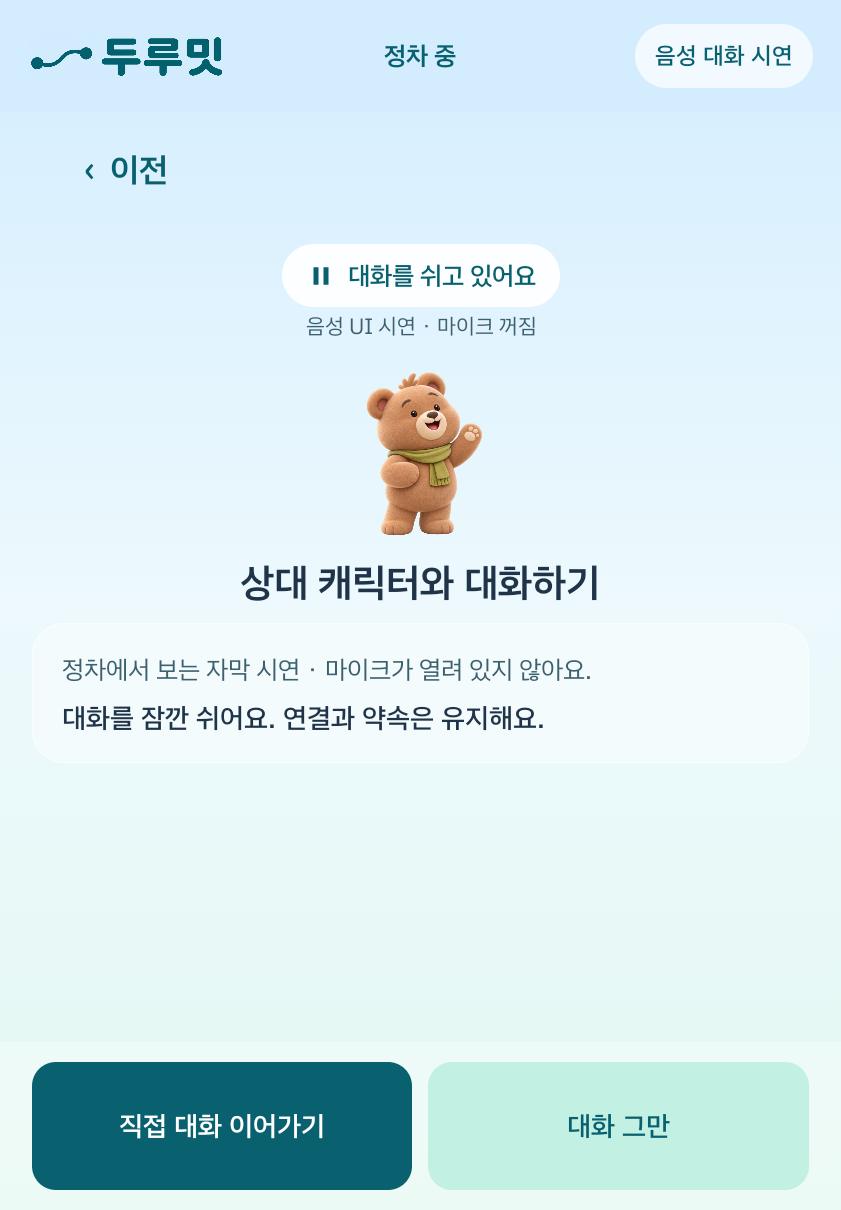 두루밋
정차 중
음성 대화 시연
이전
대화를 쉬고 있어요
음성 UI 시연 · 마이크 꺼짐
상대 캐릭터와 대화하기
정차에서 보는 자막 시연 · 마이크가 열려 있지 않아요.
대화를 잠깐 쉬어요. 연결과 약속은 유지해요.
직접 대화 이어가기
대화 그만